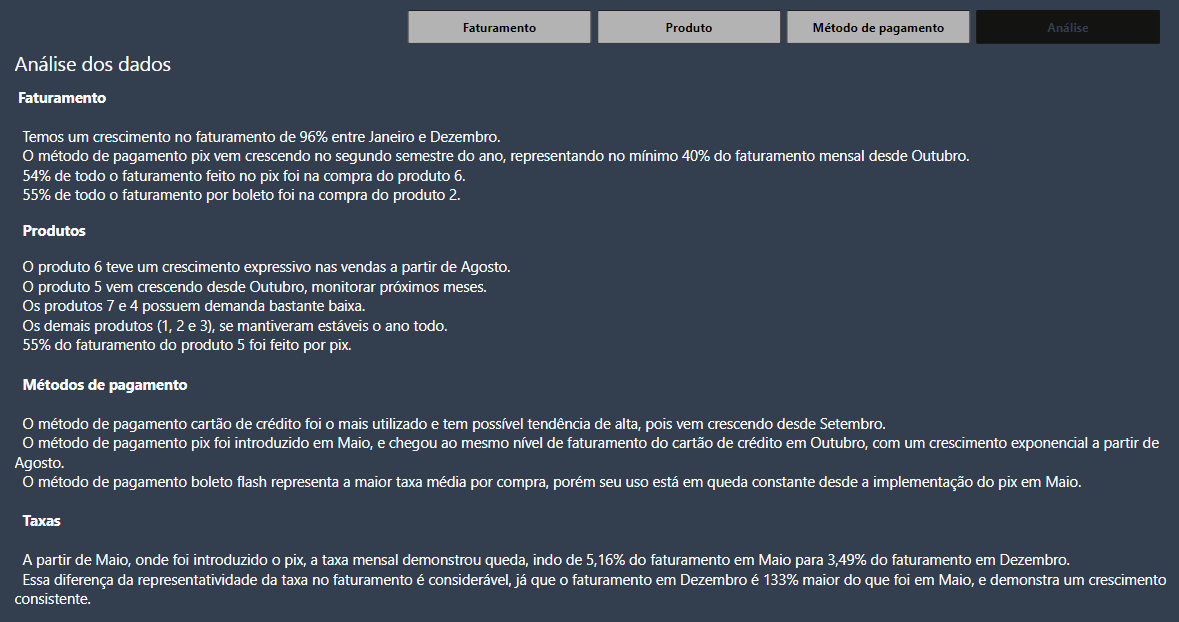 Faturamento
Produto
Método de pagamento
Análise
Análise dos dados
Faturamento
Temos um crescimento no faturamento de 96% entre Janeiro e Dezembro.
O método de pagamento pix vem crescendo no segundo semestre do ano, representando no mínimo 40% do faturamento mensal desde Outubro.
54% de todo o faturamento feito no pix foi na compra do produto 6.
55% de todo o faturamento por boleto foi na compra do produto 2.
Produtos
O produto 6 teve um crescimento expressivo nas vendas a partir de Agosto.
O produto 5 vem crescendo desde Outubro, monitorar próximos meses.
Os produtos 7 e 4 possuem demanda bastante baixa.
Os demais produtos (1, 2 e 3), se mantiveram estáveis o ano todo.
55% do faturamento do produto 5 foi feito por pix.
Métodos de pagamento
O método de pagamento cartão de crédito foi o mais utilizado e tem possível tendência de alta, pois vem crescendo desde Setembro.
O método de pagamento pix foi introduzido em Maio, e chegou ao mesmo nível de faturamento do cartão de crédito em Outubro, com um crescimento exponencial a partir de
Agosto.
O método de pagamento boleto flash representa a maior taxa média por compra, porém seu uso está em queda constante desde a implementação do pix em Maio.
Taxas
A partir de Maio, onde foi introduzido o pix, a taxa mensal demonstrou queda, indo de 5,16% do faturamento em Maio para 3,49% do faturamento em Dezembro.
Essa diferença da representatividade da taxa no faturamento é considerável, já que o faturamento em Dezembro é 133% maior do que foi em Maio, e demonstra um crescimento
consistente.